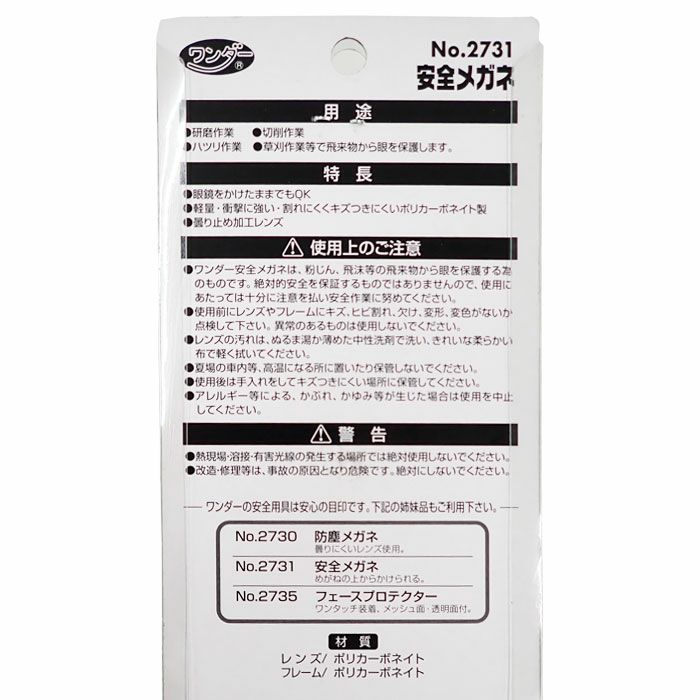 ワンダー®
No.2731
安全メガネ
用途
●研磨作業 ●切削作業
●ハツリ作業 ●草刈作業等で飛来物から眼を保護します。
特長
●眼鏡をかけたままでもOK
●軽量・衝撃に強い・割れにくくキズつきにくいポリカーボネイト製
●曇り止め加工レンズ
⚠ 使用上のご注意
●ワンダー安全メガネは、粉じん、飛沫等の飛来物から眼を保護する為
のものです。絶対的安全を保証するものではありませんので、使用に
あたっては十分に注意を払い安全作業に努めてください。
●使用前にレンズやフレームにキズ、ヒビ割れ、欠け、変形、変色がないか
点検して下さい。異常のあるものは使用しないでください。
●レンズの汚れは、ぬるま湯か薄めた中性洗剤で洗い、きれいな柔らかい
布で軽く拭いてください。
●夏場の車内等、高温になる所に置いたり保管しないでください。
●使用後は手入れをしてキズつきにくい場所に保管してください。
●アレルギー等による、かぶれ、かゆみ等が生じた場合は使用を中止
してください。
⚠ 警告
●熱現場・溶接・有害光線の発生する場所では絶対使用しないでください。
●改造・修理等は、事故の原因となり危険です。絶対にしないでください。
ワンダーの安全用具は安心の目印です。下記の姉妹品もご利用下さい。
No.2730 防塵メガネ
曇りにくいレンズ使用。
No.2731 安全メガネ
めがねの上からかけられる。
No.2735 フェースプロテクター
ワンタッチ装着、メッシュ面・透明面付。
材質
レンズ/ ポリカーボネイト
フレーム/ ポリカーボネイト